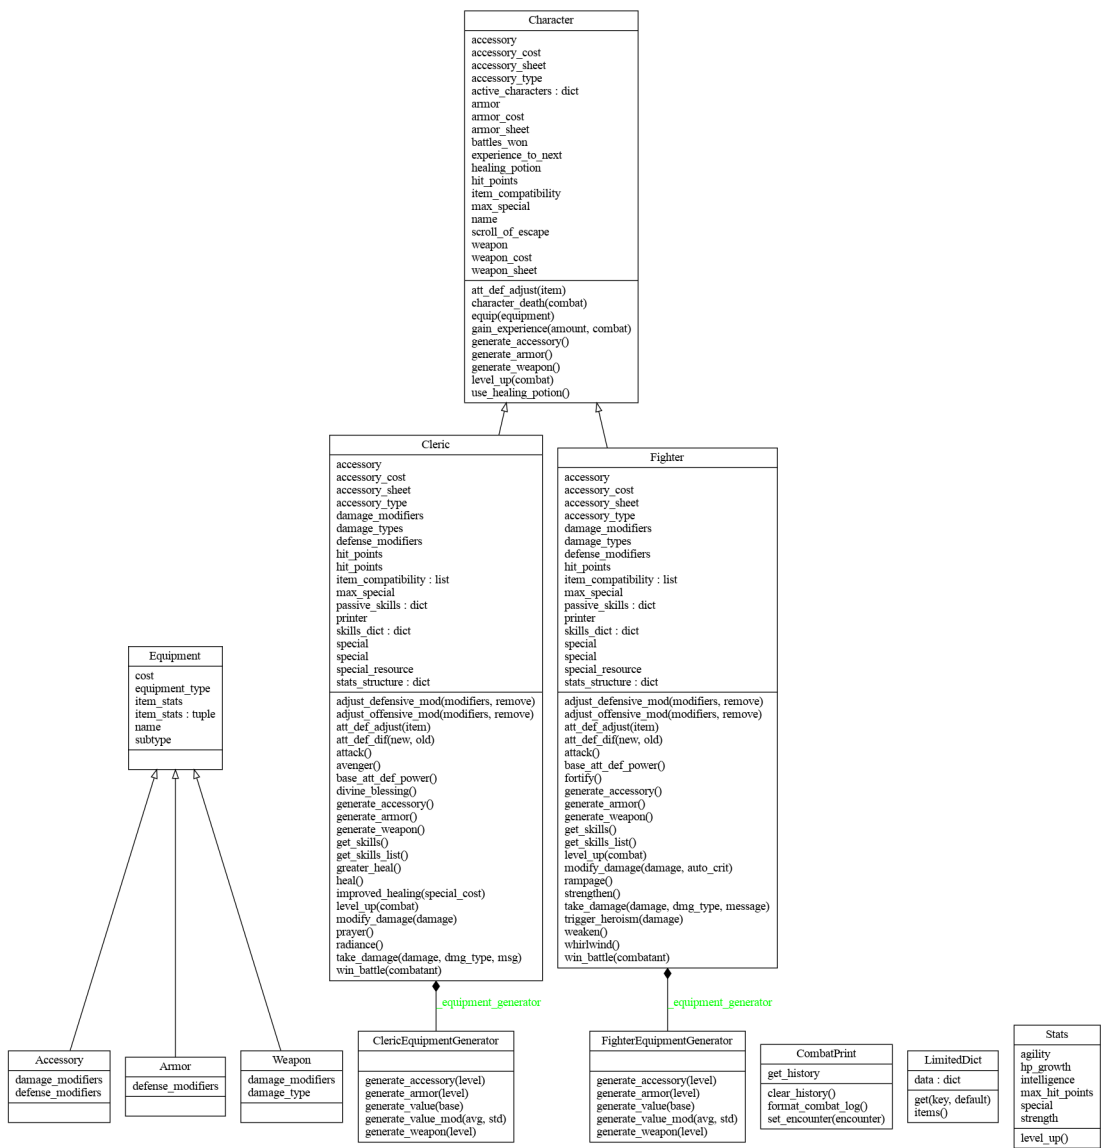 Character
accessory
accessory_cost
accessory_sheet
accessory_type
active_characters : dict
armor
armor_cost
armor_sheet
battles_won
experience_to_next
healing_potion
hit_points
item_compatibility
max_special
name
scroll_of_escape
weapon
weapon_cost
weapon_sheet
att_def_adjust(item)
character_death(combat)
equip(equipment)
gain_experience(amount, combat)
generate_accessory()
generate_armor()
generate_weapon()
level_up(combat)
use_healing_potion()
Cleric
accessory
accessory_cost
accessory_sheet
accessory_type
damage_modifiers
damage_types
defense_modifiers
hit_points
hit_points
item_compatibility : list
max_special
passive_skills : dict
printer
skills_dict : dict
special
special
special_resource
stats_structure : dict
adjust_defensive_mod(modifiers, remove)
adjust_offensive_mod(modifiers, remove)
att_def_adjust(item)
att_def_dif(new, old)
attack()
avenger()
base_att_def_power()
divine_blessing()
generate_accessory()
generate_armor()
generate_weapon()
get_skills()
get_skills_list()
greater_heal()
heal()
improved_healing(special_cost)
level_up(combat)
modify_damage(damage)
prayer()
radiance()
take_damage(damage, dmg_type, msg)
win_battle(combatant)
Fighter
accessory
accessory_cost
accessory_sheet
accessory_type
damage_modifiers
damage_types
defense_modifiers
hit_points
item_compatibility : list
max_special
passive_skills : dict
printer
skills_dict : dict
special
special
special_resource
stats_structure : dict
adjust_defensive_mod(modifiers, remove)
adjust_offensive_mod(modifiers, remove)
att_def_adjust(item)
att_def_dif(new, old)
attack()
base_att_def_power()
fortify()
generate_accessory()
generate_armor()
generate_weapon()
get_skills()
get_skills_list()
level_up(combat)
modify_damage(damage, auto_crit)
rampage()
strengthen()
take_damage(damage, dmg_type, message)
trigger_heroism(damage)
weaken()
whirlwind()
win_battle(combatant)
Equipment
cost
equipment_type
item_stats
item_stats : tuple
name
subtype
_equipment_generator
_equipment_generator
Accessory
damage_modifiers
defense_modifiers
Armor
defense_modifiers
Weapon
damage_modifiers
damage_type
ClericEquipmentGenerator
generate_accessory(level)
generate_armor(level)
generate_value(base)
generate_value_mod(avg, std)
generate_weapon(level)
FighterEquipmentGenerator
generate_accessory(level)
generate_armor(level)
generate_value(base)
generate_value_mod(avg, std)
generate_weapon(level)
CombatPrint
get_history
clear_history()
format_combat_log()
set_encounter(encounter)
LimitedDict
data : dict
get(key, default)
items()
Stats
agility
hp_growth
intelligence
max_hit_points
special
strength
level_up()